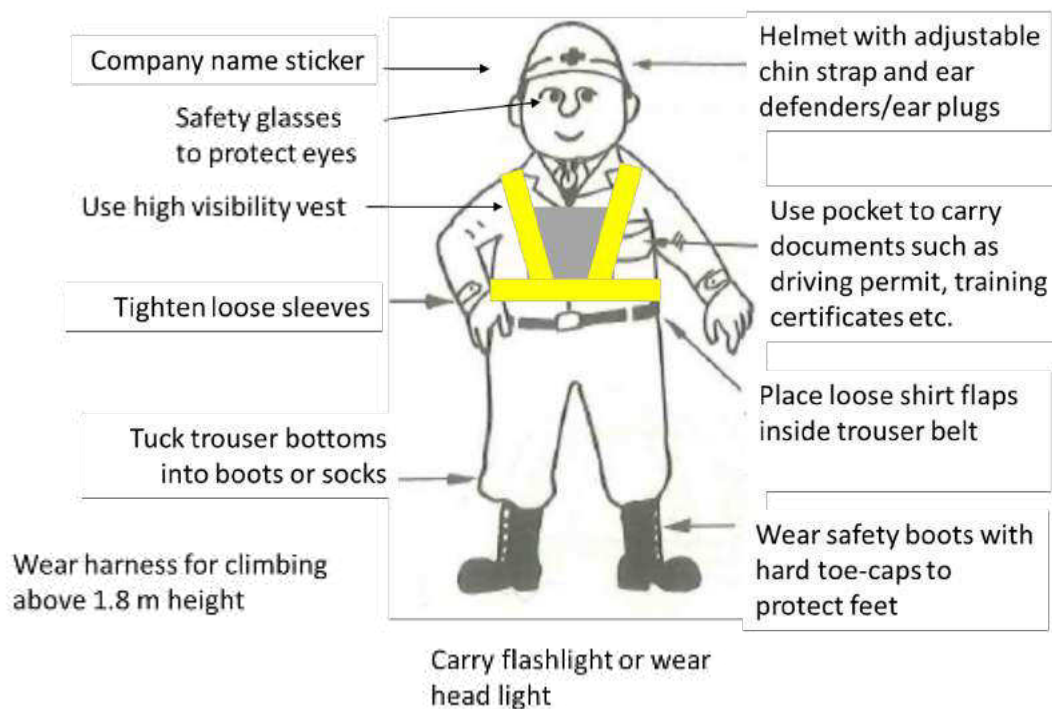 Company name sticker
Safety glasses
to protect eyes
Use high visibility vest
Tighten loose sleeves
Tuck trouser bottoms
into boots or socks
Wear harness for climbing
above 1.8 m height
Helmet with adjustable
chin strap and ear
defenders/ear plugs
Use pocket to carry
documents such as
driving permit, training
certificates etc.
Place loose shirt flaps
inside trouser belt
Wear safety boots with
hard toe-caps to
protect feet
Carry flashlight or wear
head light